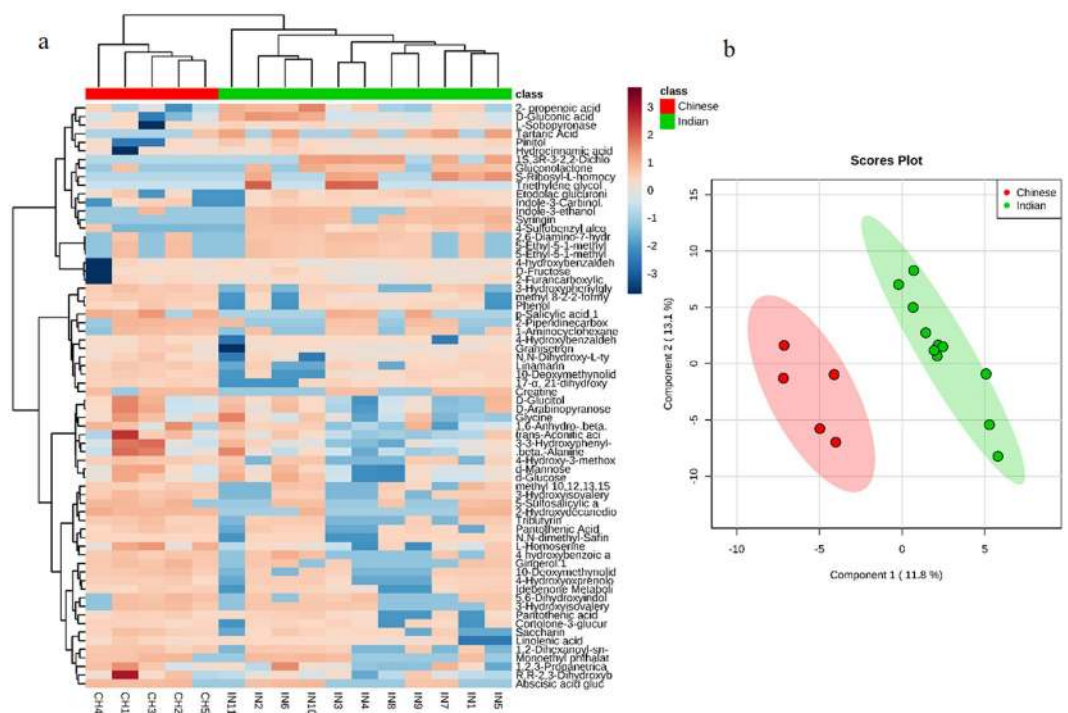 a
b
class
class
Chinese
Indian
3
2
1
0
-1
-2
-3
2- propenoic acid
D-Gluconic acid
L-Sobopyronase
Tartaric Acid
Pinitol
Hydrocinnamic acid
1S,3R-3-2,2-Dichlo
Gluconolactone
S-Ribosyl-L-homocy
Triethylene glycol
Etodolac glucuroni
Indole-3-Carbinol.
Indole-3-ethanol
Syringin
4-Sulfobenzyl alco
2,6-Diamino-7-hydr
5-Ethyl-5-1-methyl
5-Ethyl-5-1-methyl
4-hydroxybenzaldeh
D-Fructose
2-Furancarboxylic
3-Hydroxyphenylgly
methyl 8-2-2-formy
Phenol
p-Salicylic acid 1
2-Piperidinecarbox
1-Aminocyclohexane
4-Hydroxybenzaldeh
Granisetron
N,N-Dihydroxy-L-ty
Linamarin
10-Deoxymethynolid
17-α, 21-dihydroxy
Creatine
D-Glucitol
D-Arabinopyranose
Glycine
1,6-Anhydro-.beta.
trans-Aconitic aci
3-3-Hydroxyphenyl-
.beta.-Alanine
4-Hydroxy-3-methox
d-Mannose
d-Glucose
methyl 10,12,13,15
3-Hydroxyisovalery
5-Sulfosalicylic a
2-Hydroxydecanedio
Tributyrin
Pantothenic Acid
N,N-dimethyl-Safin
L-Homoserine
4 hydroxybenzoic a
Gingerol.1
10-Deoxymethynolid
4-Hydroxyoxprenolo
Idebenone Metaboli
5,6-Dihydroxyindol
3-Hydroxyisovalery
Pantothenic acid
Cortolone-3-glucur
Saccharin
Linolenic acid
1,2-Dihexanoyl-sn-
Monoethyl phthalat
1,2,3-Propanetrica
R,R-2,3-Dihydroxyb
Abscisic acid gluc
CH4
CH1
CH3
CH2
CH5
IN11
IN2
IN6
IN10
IN3
IN4
IN8
IN9
IN7
IN1
IN5
Scores Plot
Chinese
Indian
Component 2 ( 13.1 %)
15
10
5
0
-5
-10
-10
-5
0
5
Component 1 ( 11.8 %)